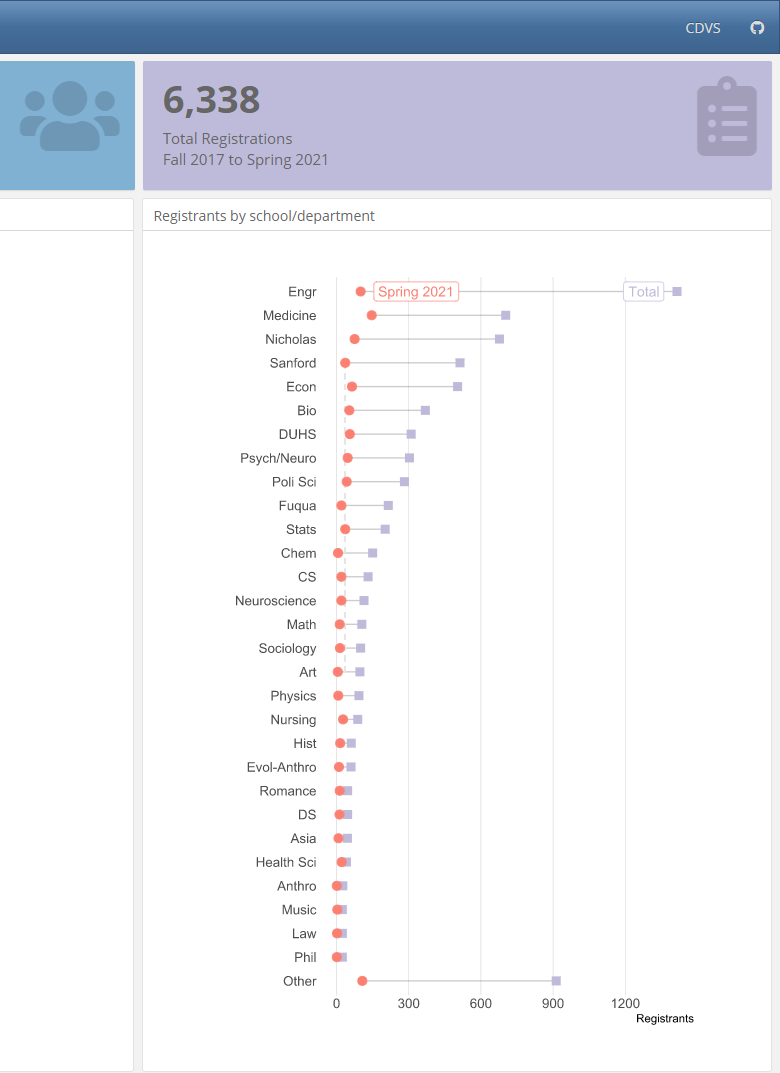 CDVS
6,338
Total Registrations
Fall 2017 to Spring 2021
Registrants by school/department
Engr
Spring 2021
Total
Medicine
Nicholas
Sanford
Econ
Bio
DUHS
Psych/Neuro
Poli Sci
Fuqua
Stats
Chem
CS
Neuroscience
Math
Sociology
Art
Physics
Nursing
Hist
Evol-Anthro
Romance
DS
Asia
Health Sci
Anthro
Music
Law
Phil
Other
0 300 600 900 1200
Registrants